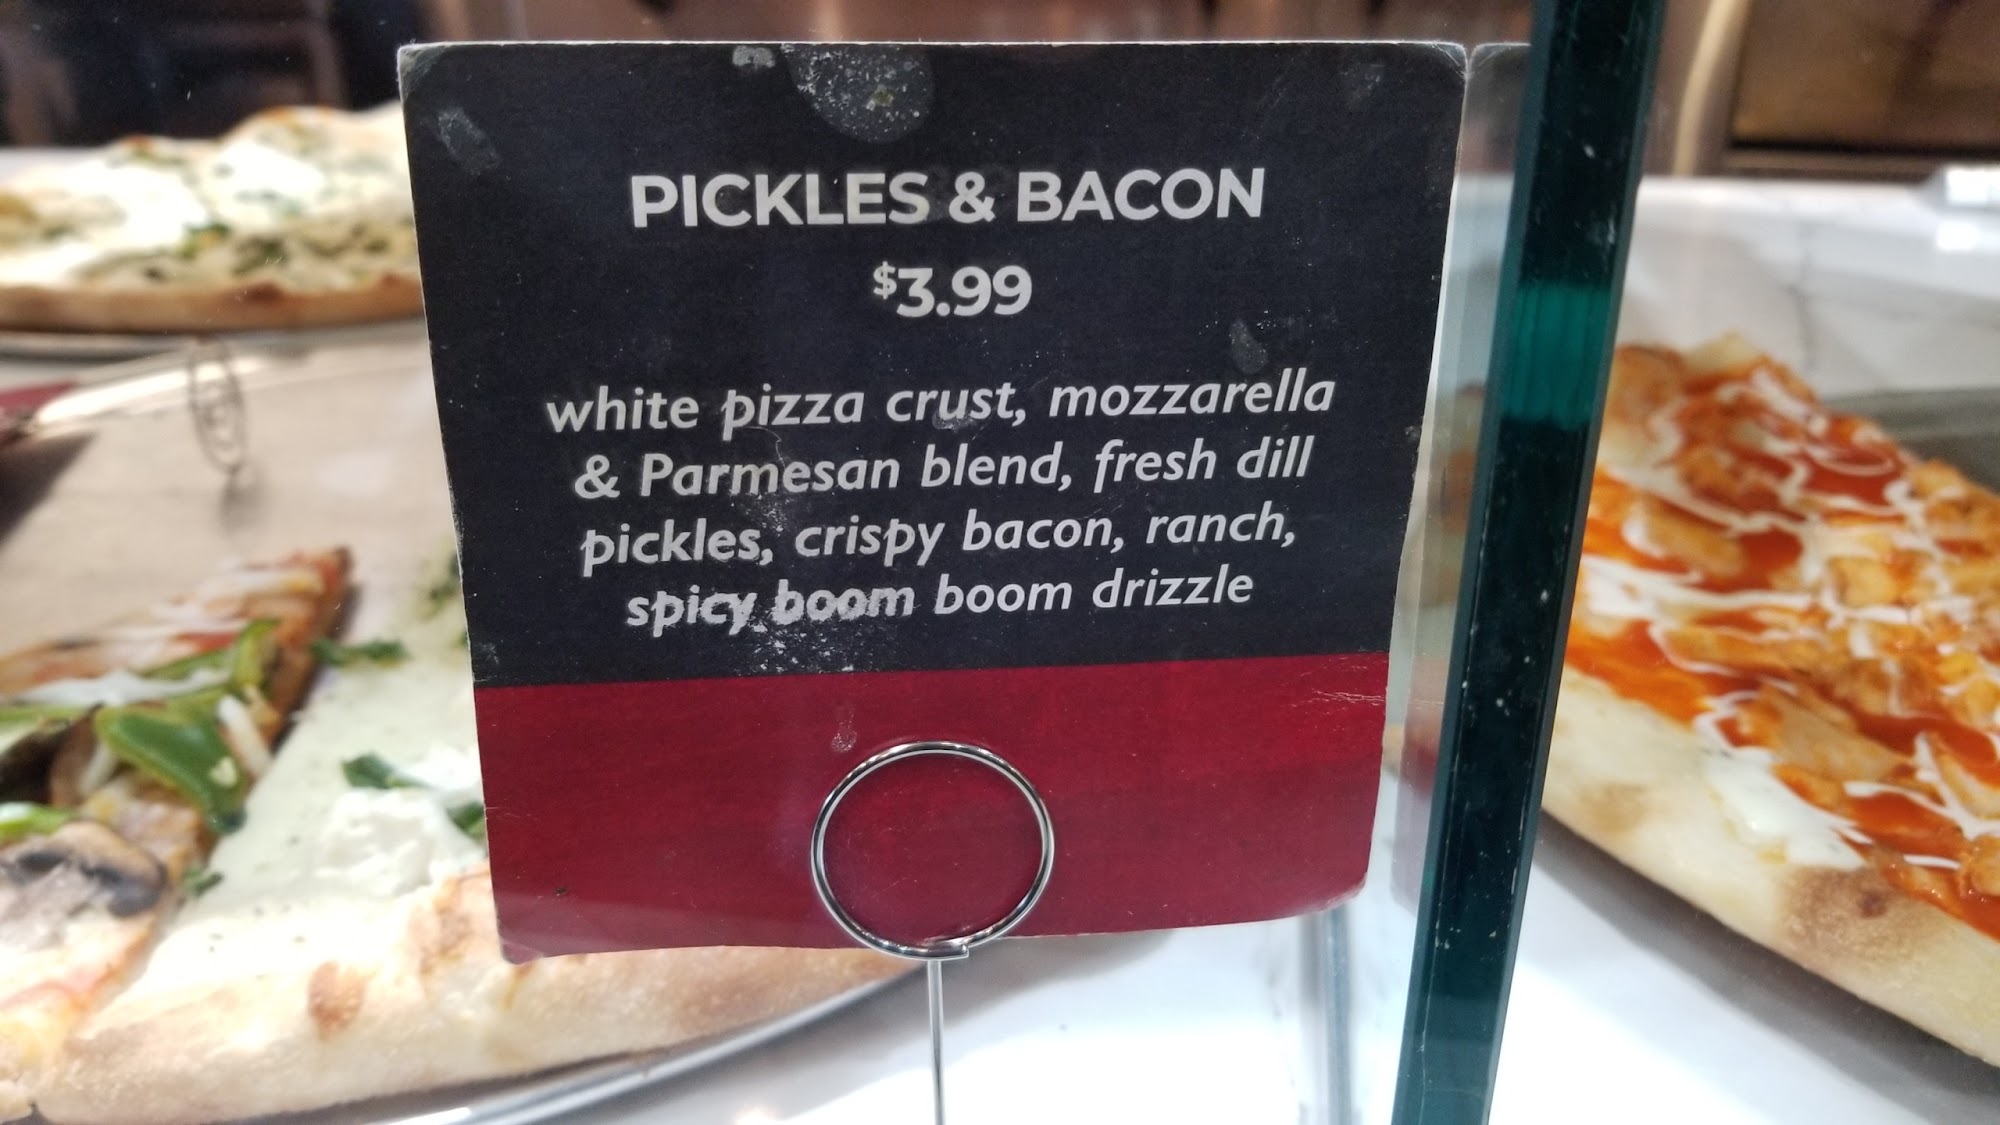 PICKLES & BACON
$3.99
white pizza crust, mozzarella
& Parmesan blend, fresh dill
pickles, crispy bacon, ranch,
spicy boom boom drizzle